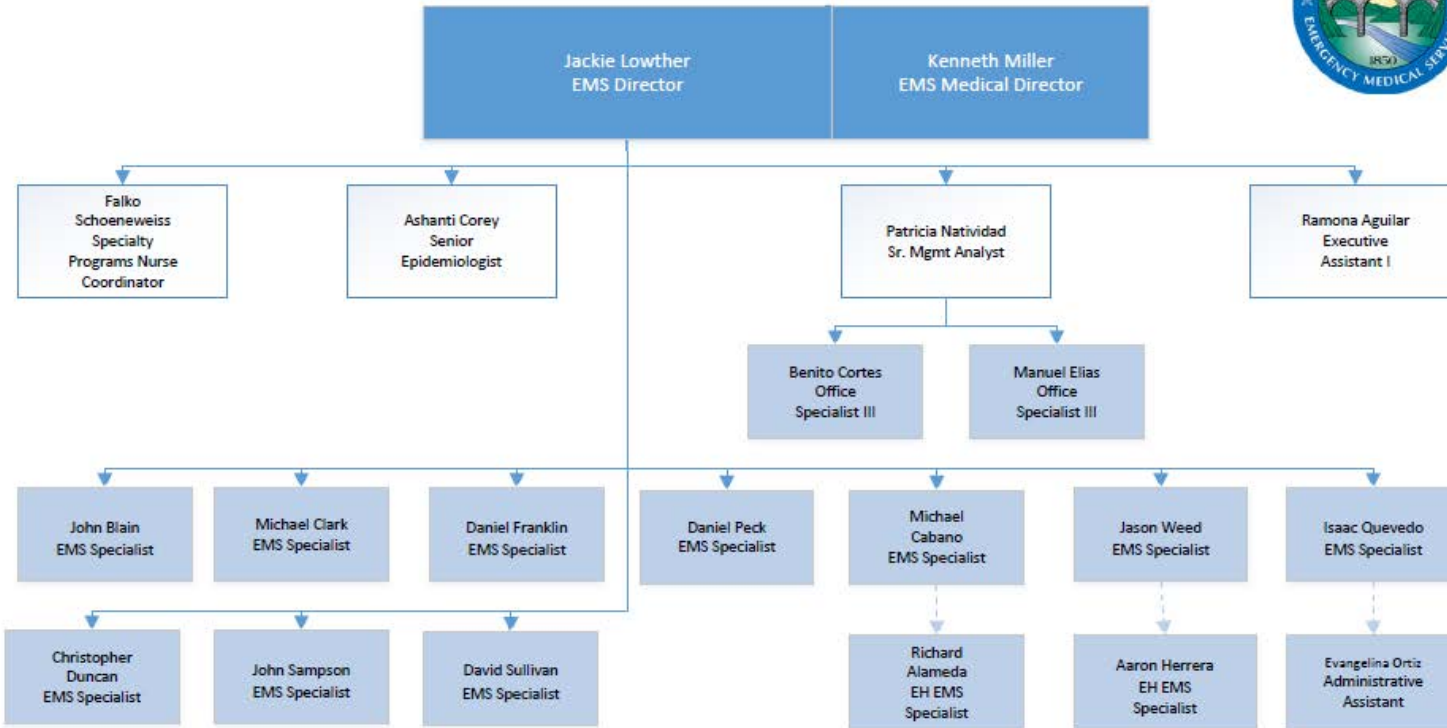 EMERGENCY MEDICAL
1850
Jackie Lowther
EMS Director
Kenneth Miller
EMS Medical Director
Falko
Schoeneweiss
Specialty
Programs Nurse
Coordinator
Ashanti Corey
Senior
Epidemiologist
Patricia Natividad
Sr. Mgmt Analyst
Ramona Aguilar
Executive
Assistant I
Benito Cortes
Office
Specialist III
Manuel Elias
Office
Specialist III
John Blain
EMS Specialist
Michael Clark
EMS Specialist
Daniel Franklin
EMS Specialist
Daniel Peck
EMS Specialist
Michael
Cabano
EMS Specialist
Jason Weed
EMS Specialist
Isaac Quevedo
EMS Specialist
Christopher
Duncan
EMS Specialist
John Sampson
EMS Specialist
David Sullivan
EMS Specialist
Richard
Alameda
EH EMS
Specialist
Aaron Herrera
EH EMS
Specialist
Evangelina Ortiz
Administrative
Assistant